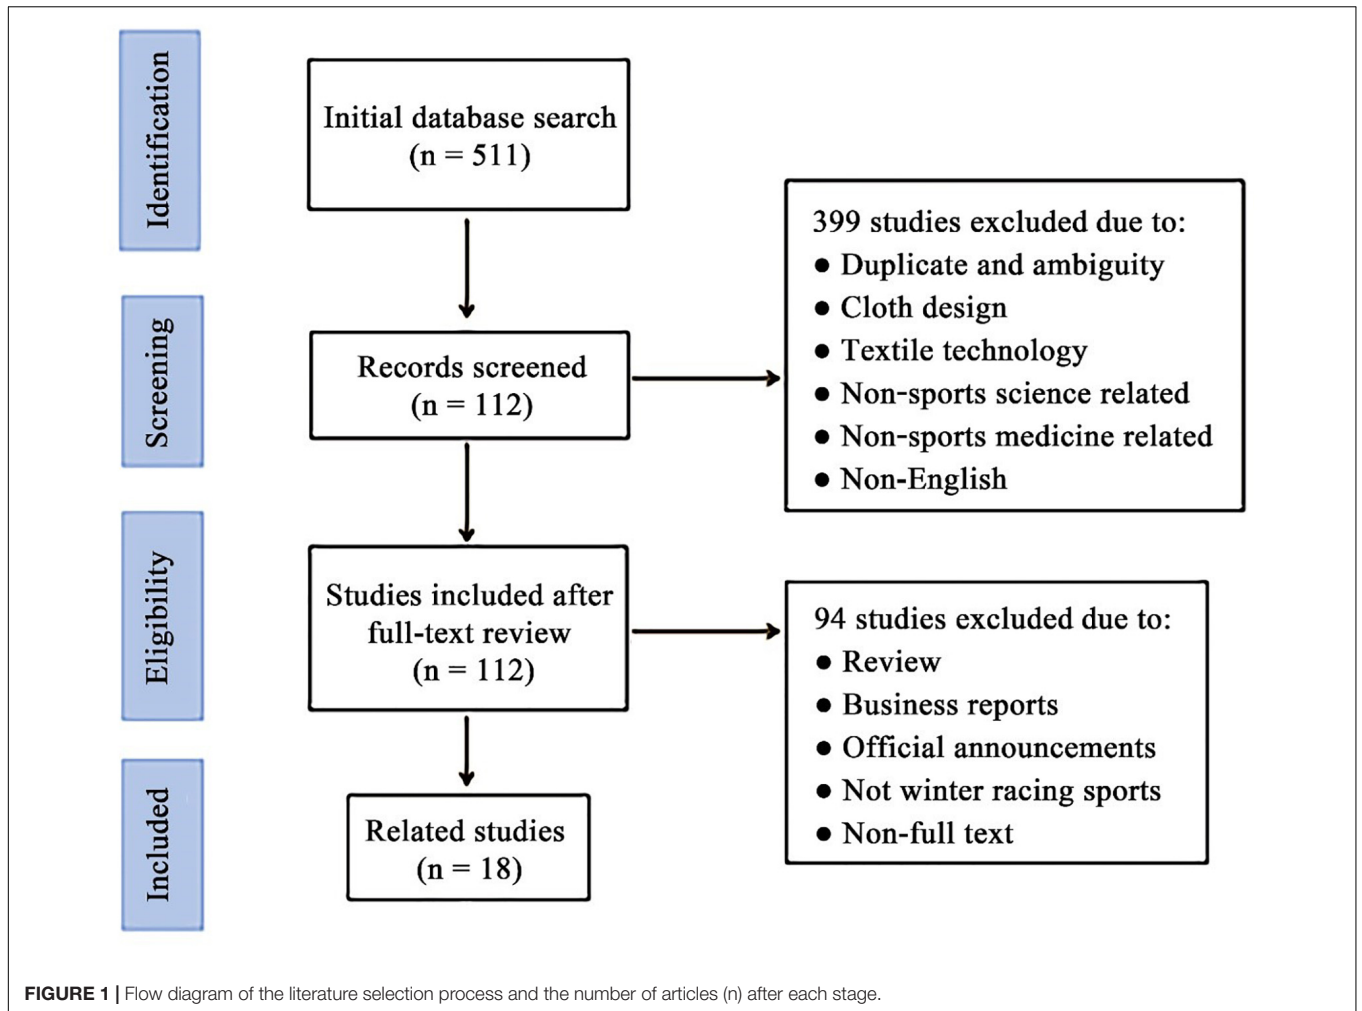 Identification
Initial database search
(n = 511)
399 studies excluded due to:
● Duplicate and ambiguity
● Cloth design
● Textile technology
● Non-sports science related
● Non-sports medicine related
● Non-English
Screening
Records screened
(n = 112)
Eligibility
Studies included after
full-text review
(n = 112)
94 studies excluded due to:
● Review
● Business reports
● Official announcements
● Not winter racing sports
● Non-full text
Included
Related studies
(n = 18)
FIGURE 1 | Flow diagram of the literature selection process and the number of articles (n) after each stage.